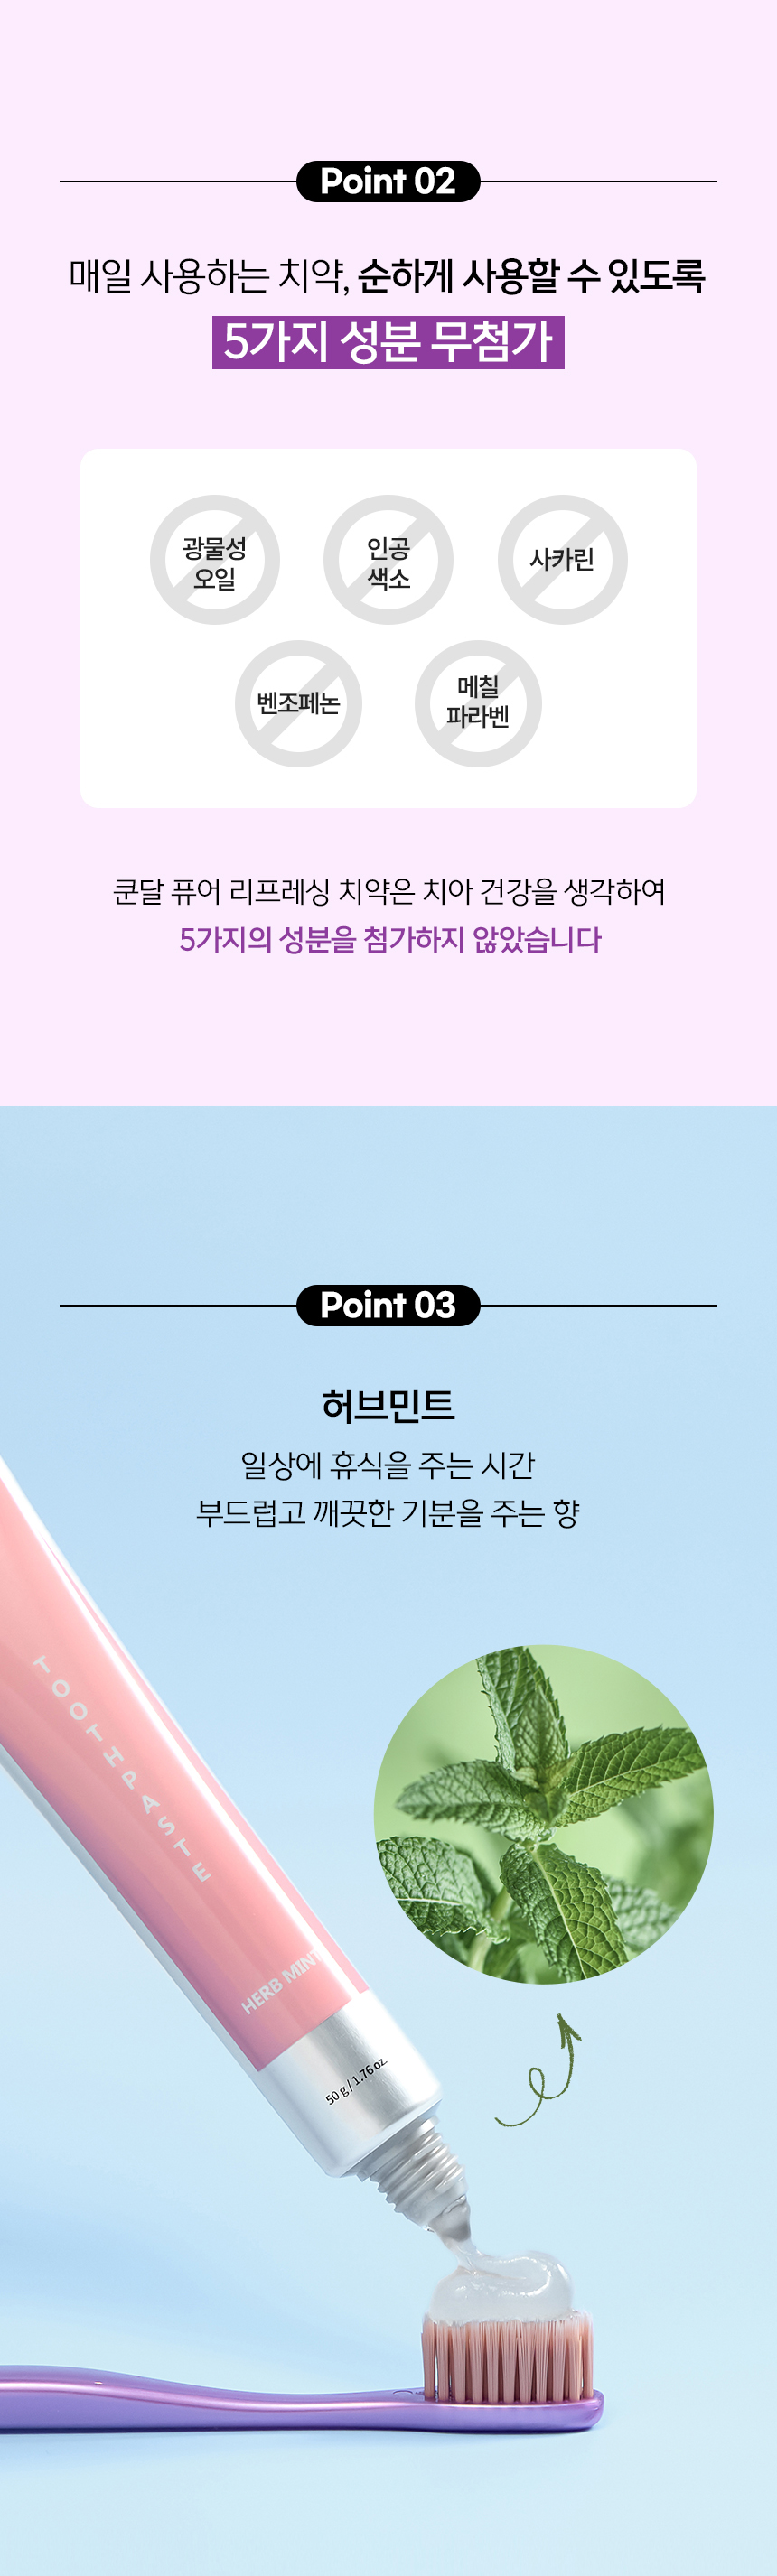 Point 02
매일 사용하는 치약, 순하게 사용할 수 있도록
5가지 성분 무첨가
광물성
오일
인공
색소
사카린
벤조페논
메칠
파라벤
쿤달 퓨어 리프레싱 치약은 치아 건강을 생각하여
5가지의 성분을 첨가하지 않았습니다
Point 03
허브민트
일상에 휴식을 주는 시간
부드럽고 깨끗한 기분을 주는 향
TOOTHPASTE
HERB MINT
50 g / 1.76 oz.